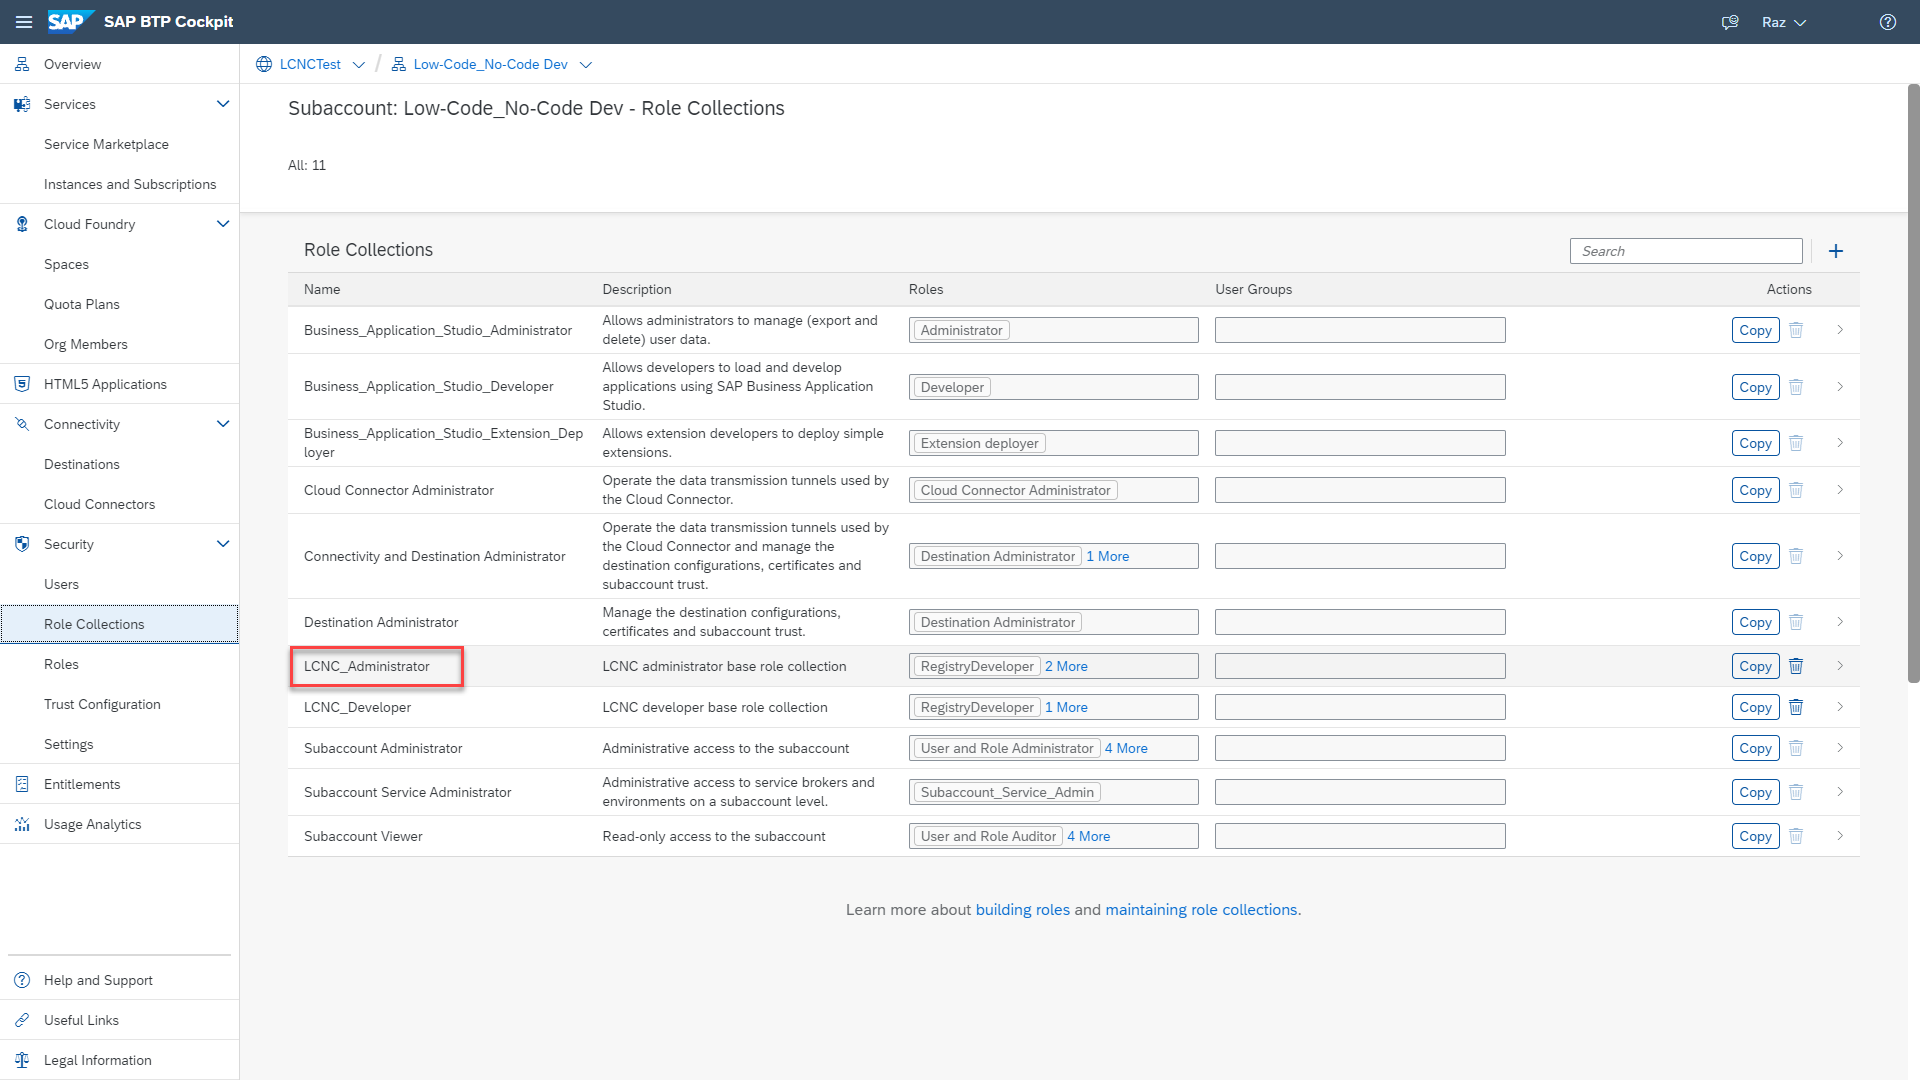 SAP SAP BTP Cockpit
Raz
Overview
Services
Service Marketplace
Instances and Subscriptions
Cloud Foundry
Spaces
Quota Plans
Org Members
HTML5 Applications
Connectivity
Destinations
Cloud Connectors
Security
Users
Role Collections
Roles
Trust Configuration
Settings
Entitlements
Usage Analytics
Help and Support
Useful Links
Legal Information
LCNCTest / Low-Code_No-Code Dev
Subaccount: Low-Code_No-Code Dev - Role Collections
All: 11
Role Collections
Search
Name Description Roles User Groups Actions
Business_Application_Studio_Administrator
Allows administrators to manage (export and
delete) user data.
Administrator
Copy
Business_Application_Studio_Developer
Allows developers to load and develop
applications using SAP Business Application
Studio.
Developer
Copy
Business_Application_Studio_Extension_Dep
loyer
Allows extension developers to deploy simple
extensions.
Extension deployer
Copy
Cloud Connector Administrator
Operate the data transmission tunnels used by
the Cloud Connector.
Cloud Connector Administrator
Copy
Connectivity and Destination Administrator
Operate the data transmission tunnels used by
the Cloud Connector and manage the
destination configurations, certificates and
subaccount trust.
Destination Administrator 1 More
Copy
Destination Administrator
Manage the destination configurations,
certificates and subaccount trust.
Destination Administrator
Copy
LCNC_Administrator
LCNC administrator base role collection
RegistryDeveloper 2 More
Copy
LCNC_Developer
LCNC developer base role collection
RegistryDeveloper 1 More
Copy
Subaccount Administrator
Administrative access to the subaccount
User and Role Administrator 4 More
Copy
Subaccount Service Administrator
Administrative access to service brokers and
environments on a subaccount level.
Subaccount_Service_Admin
Copy
Subaccount Viewer
Read-only access to the subaccount
User and Role Auditor 4 More
Copy
Learn more about building roles and maintaining role collections.